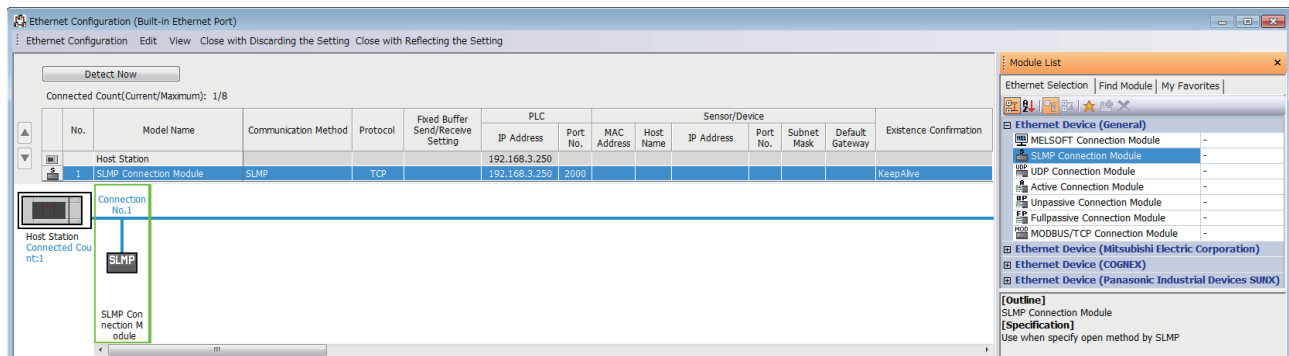 Ethernet Configuration (Built-in Ethernet Port)
Ethernet Configuration Edit View Close with Discarding the Setting Close with Reflecting the Setting
Detect Now
Connected Count(Current/Maximum): 1/8
No. Model Name Communication Method Protocol Fixed Buffer Send/Receive Setting PLC Sensor/Device Existence Confirmation
IP Address Port No. MAC Address Host Name IP Address Port No. Subnet Mask Default Gateway
Host Station 192.168.3.250
1 SLMP Connection Module SLMP TCP 192.168.3.250 2000 KeepAlive
Connection
No.1
Host Station
Connected Cou
nt:1
SLMP
SLMP Con
nection M
odule
Module List
Ethernet Selection Find Module My Favorites
Ethernet Device (General)
MELSOFT Connection Module -
SLMP Connection Module -
UDP Connection Module -
Active Connection Module -
Unpassive Connection Module -
Fullpassive Connection Module -
MODBUS/TCP Connection Module -
Ethernet Device (Mitsubishi Electric Corporation)
Ethernet Device (COGNEX)
Ethernet Device (Panasonic Industrial Devices SUNX)
[Outline]
SLMP Connection Module
[Specification]
Use when specify open method by SLMP